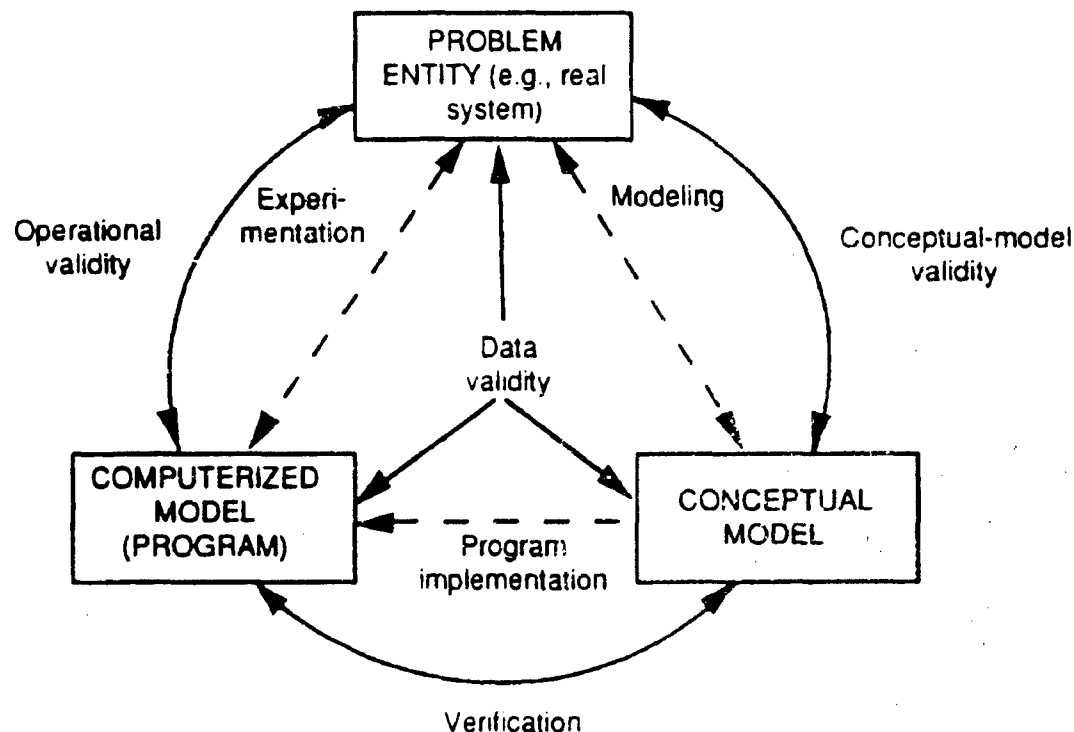 PROBLEM
ENTITY (e.g., real
system)
Experi-
mentation
Modeling
Operational
validity
Conceptual-model
validity
Data
validity
COMPUTERIZED
MODEL
(PROGRAM)
CONCEPTUAL
MODEL
Program
implementation
Verification